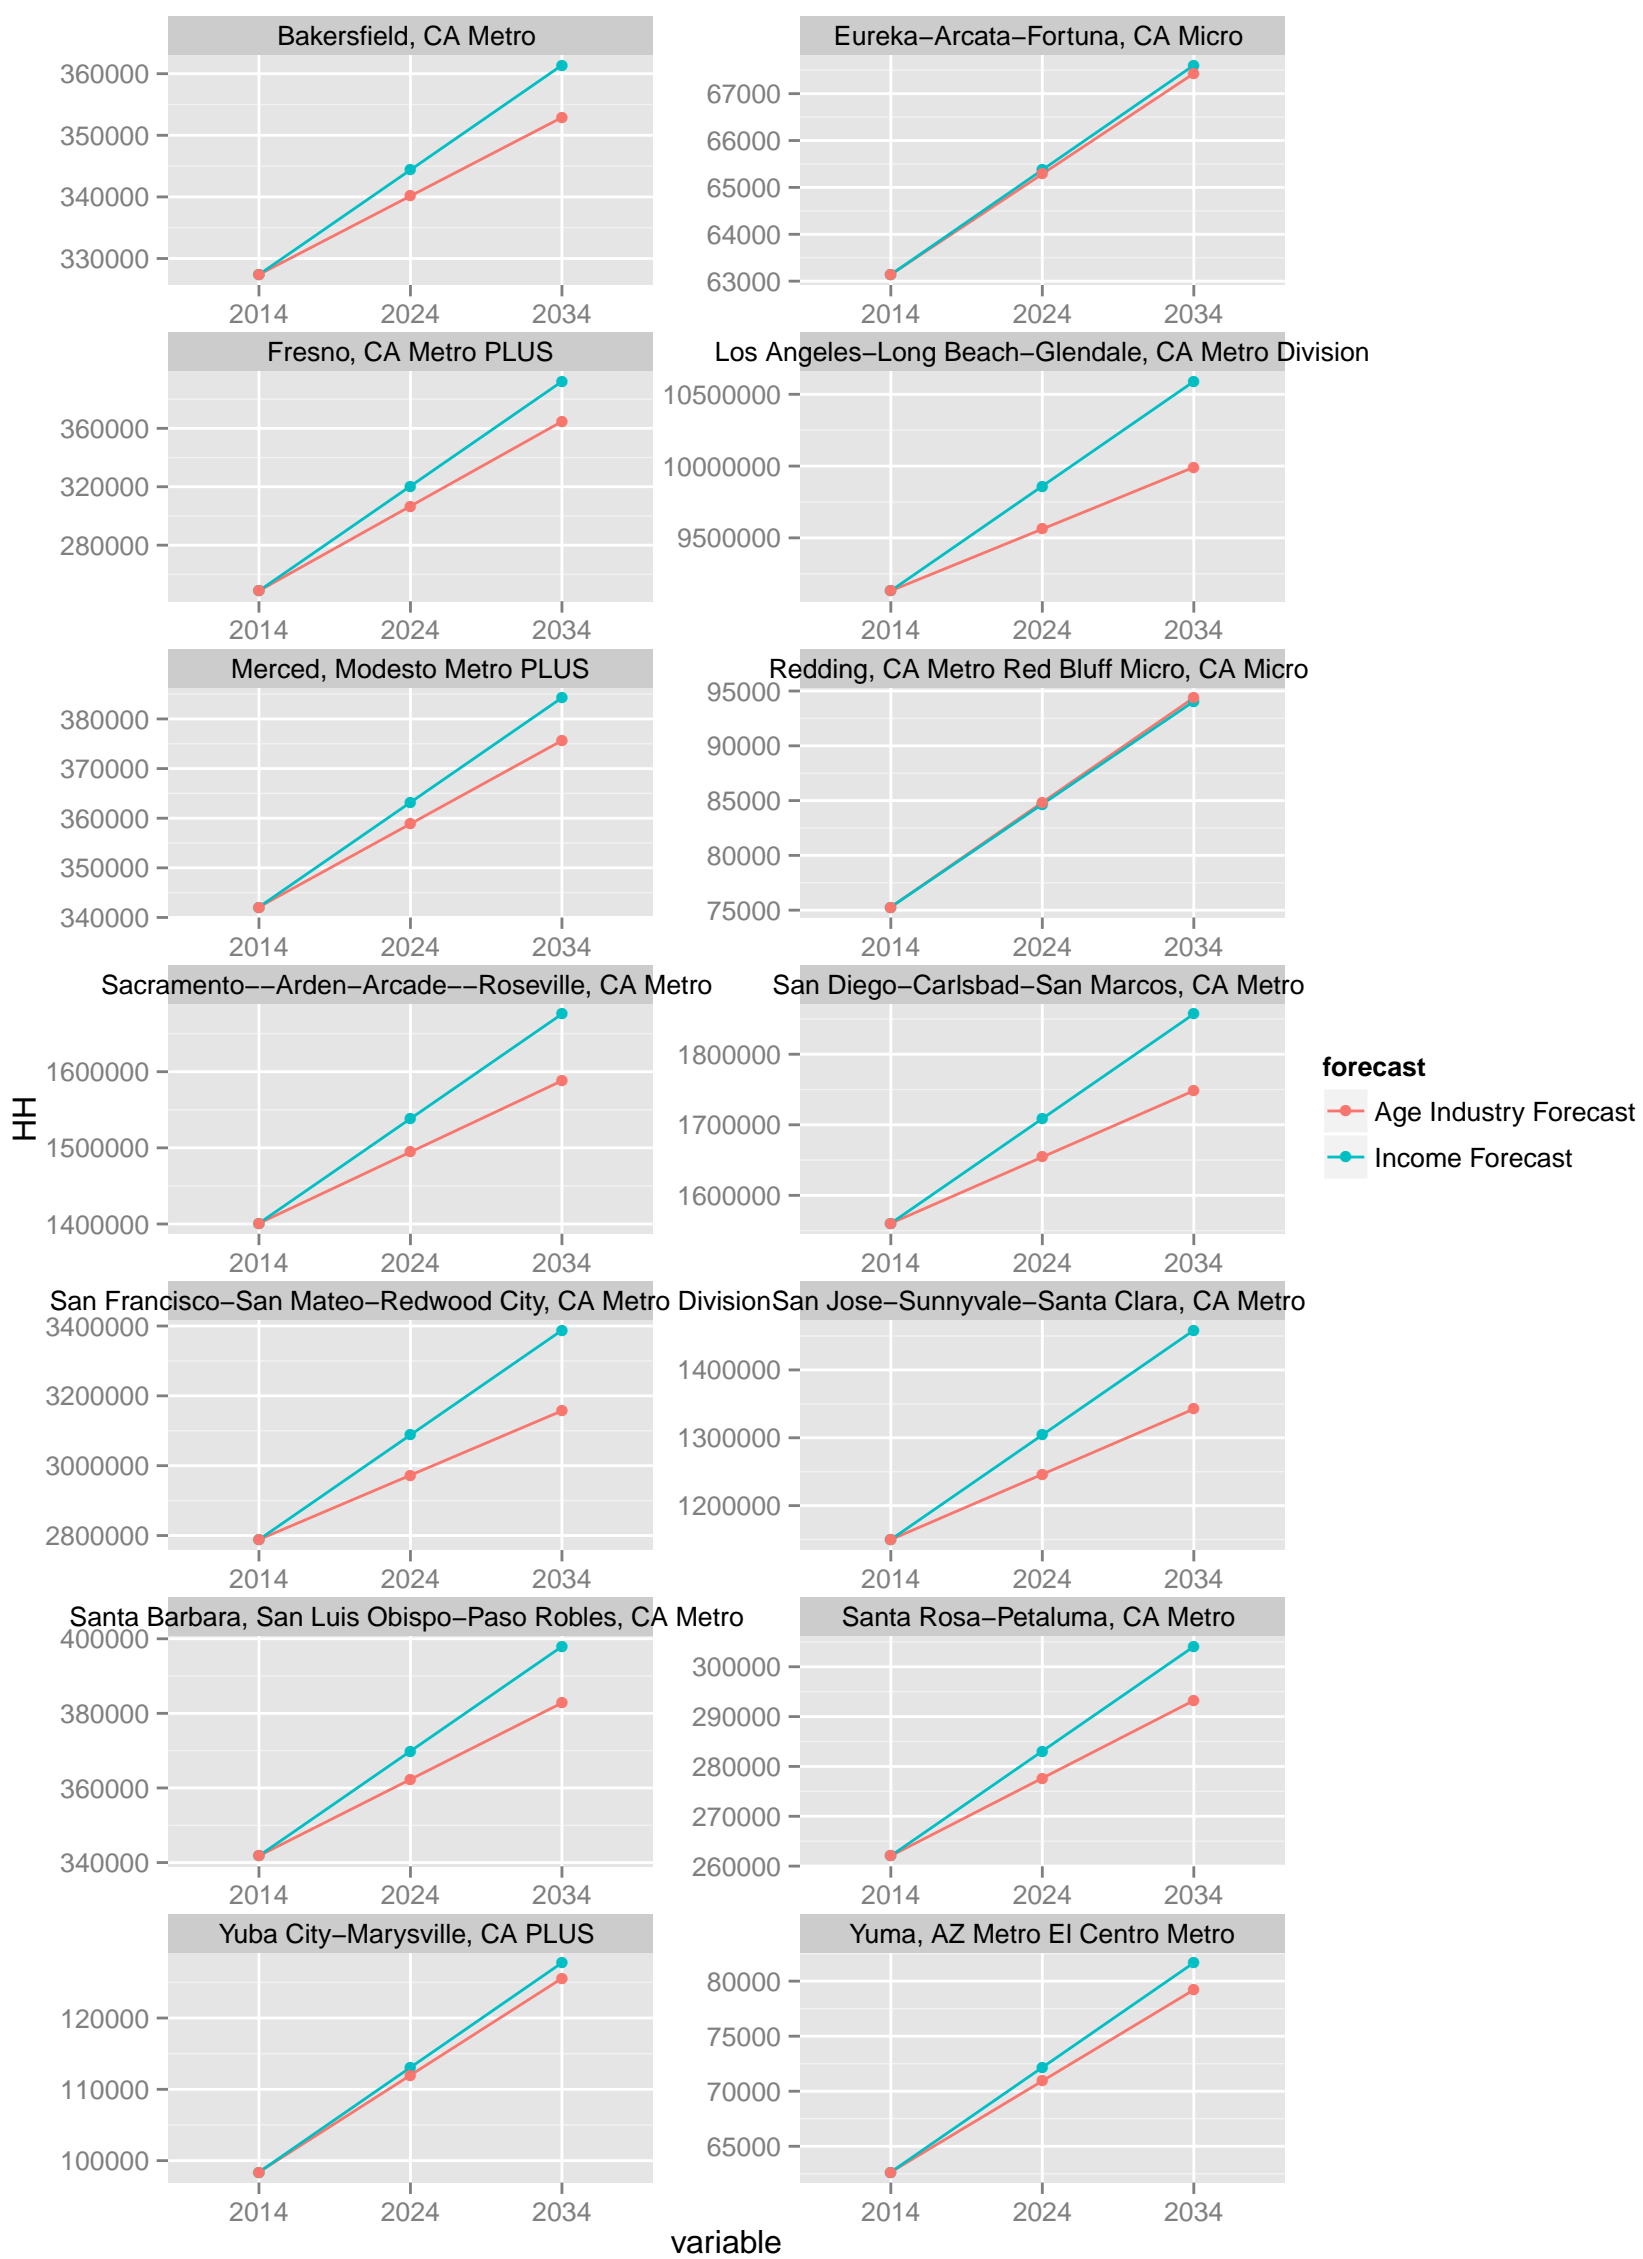 Bakersfield, CA Metro
360000
350000
340000
330000
2014 2024 2034
Eureka−Arcata−Fortuna, CA Micro
67000
66000
65000
64000
63000
2014 2024 2034
Fresno, CA Metro PLUS
360000
320000
280000
2014 2024 2034
Los Angeles−Long Beach−Glendale, CA Metro Division
10500000
10000000
9500000
2014 2024 2034
Merced, Modesto Metro PLUS
380000
370000
360000
350000
340000
2014 2024 2034
Redding, CA Metro Red Bluff Micro, CA Micro
95000
90000
85000
80000
75000
2014 2024 2034
Sacramento−−Arden−Arcade−−Roseville, CA Metro
1600000
1500000
1400000
2014 2024 2034
San Diego−Carlsbad−San Marcos, CA Metro
1800000
1700000
1600000
2014 2024 2034
San Francisco−San Mateo−Redwood City, CA Metro Division
3400000
3200000
3000000
2800000
2014 2024 2034
San Jose−Sunnyvale−Santa Clara, CA Metro
1400000
1300000
1200000
2014 2024 2034
Santa Barbara, San Luis Obispo−Paso Robles, CA Metro
400000
380000
360000
340000
2014 2024 2034
Santa Rosa−Petaluma, CA Metro
300000
290000
280000
270000
260000
2014 2024 2034
Yuba City−Marysville, CA PLUS
120000
110000
100000
2014 2024 2034
Yuma, AZ Metro El Centro Metro
80000
75000
70000
65000
2014 2024 2034
HH
variable
forecast
Age Industry Forecast
Income Forecast